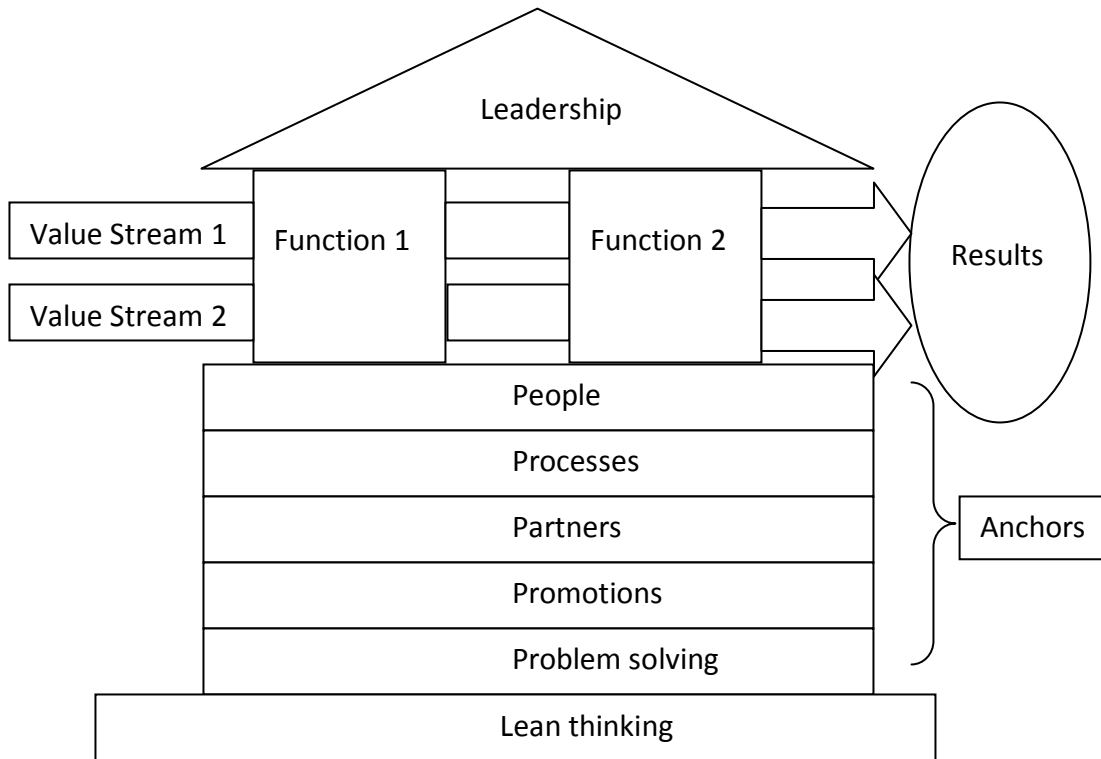 Leadership
Value Stream 1
Function 1
Function 2
Results
Value Stream 2
People
Processes
Partners
Anchors
Promotions
Problem solving
Lean thinking